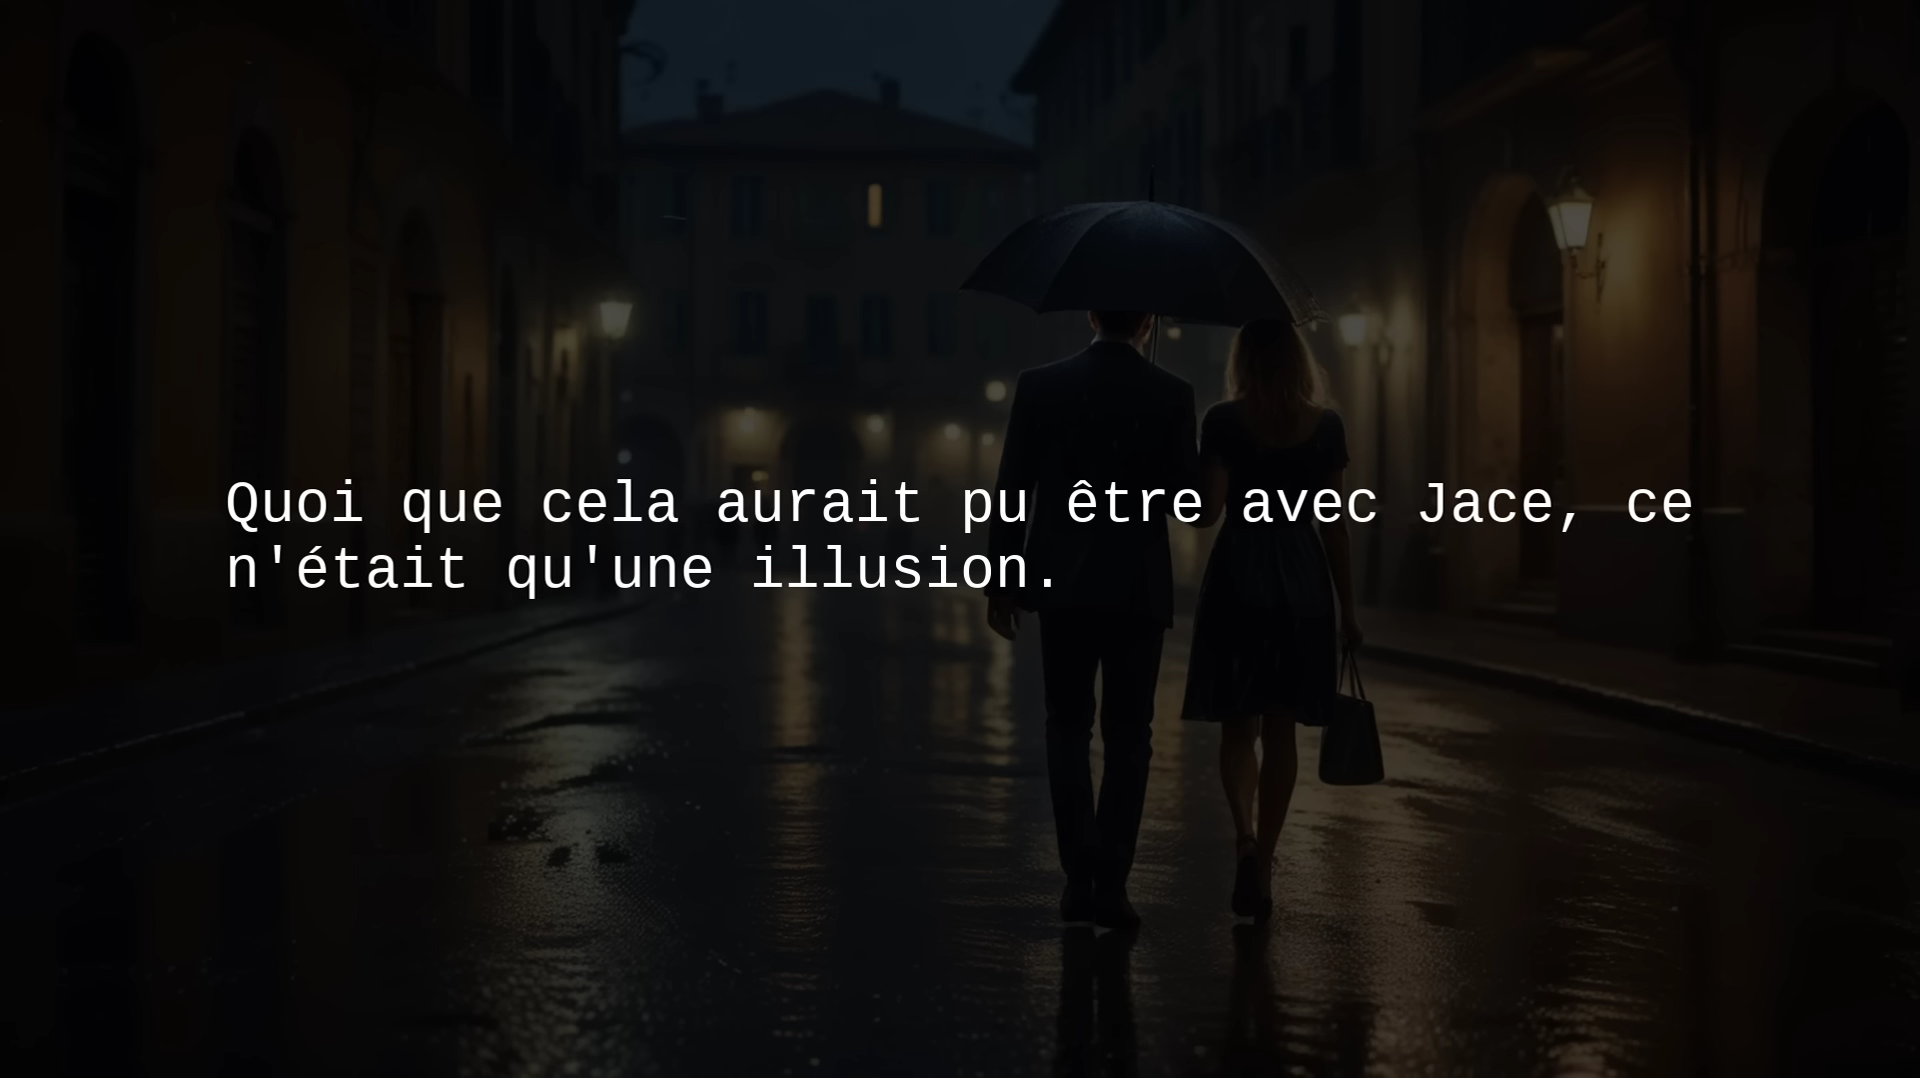 Quoi que cela aurait pu être avec Jace, ce
n'était qu'une illusion.